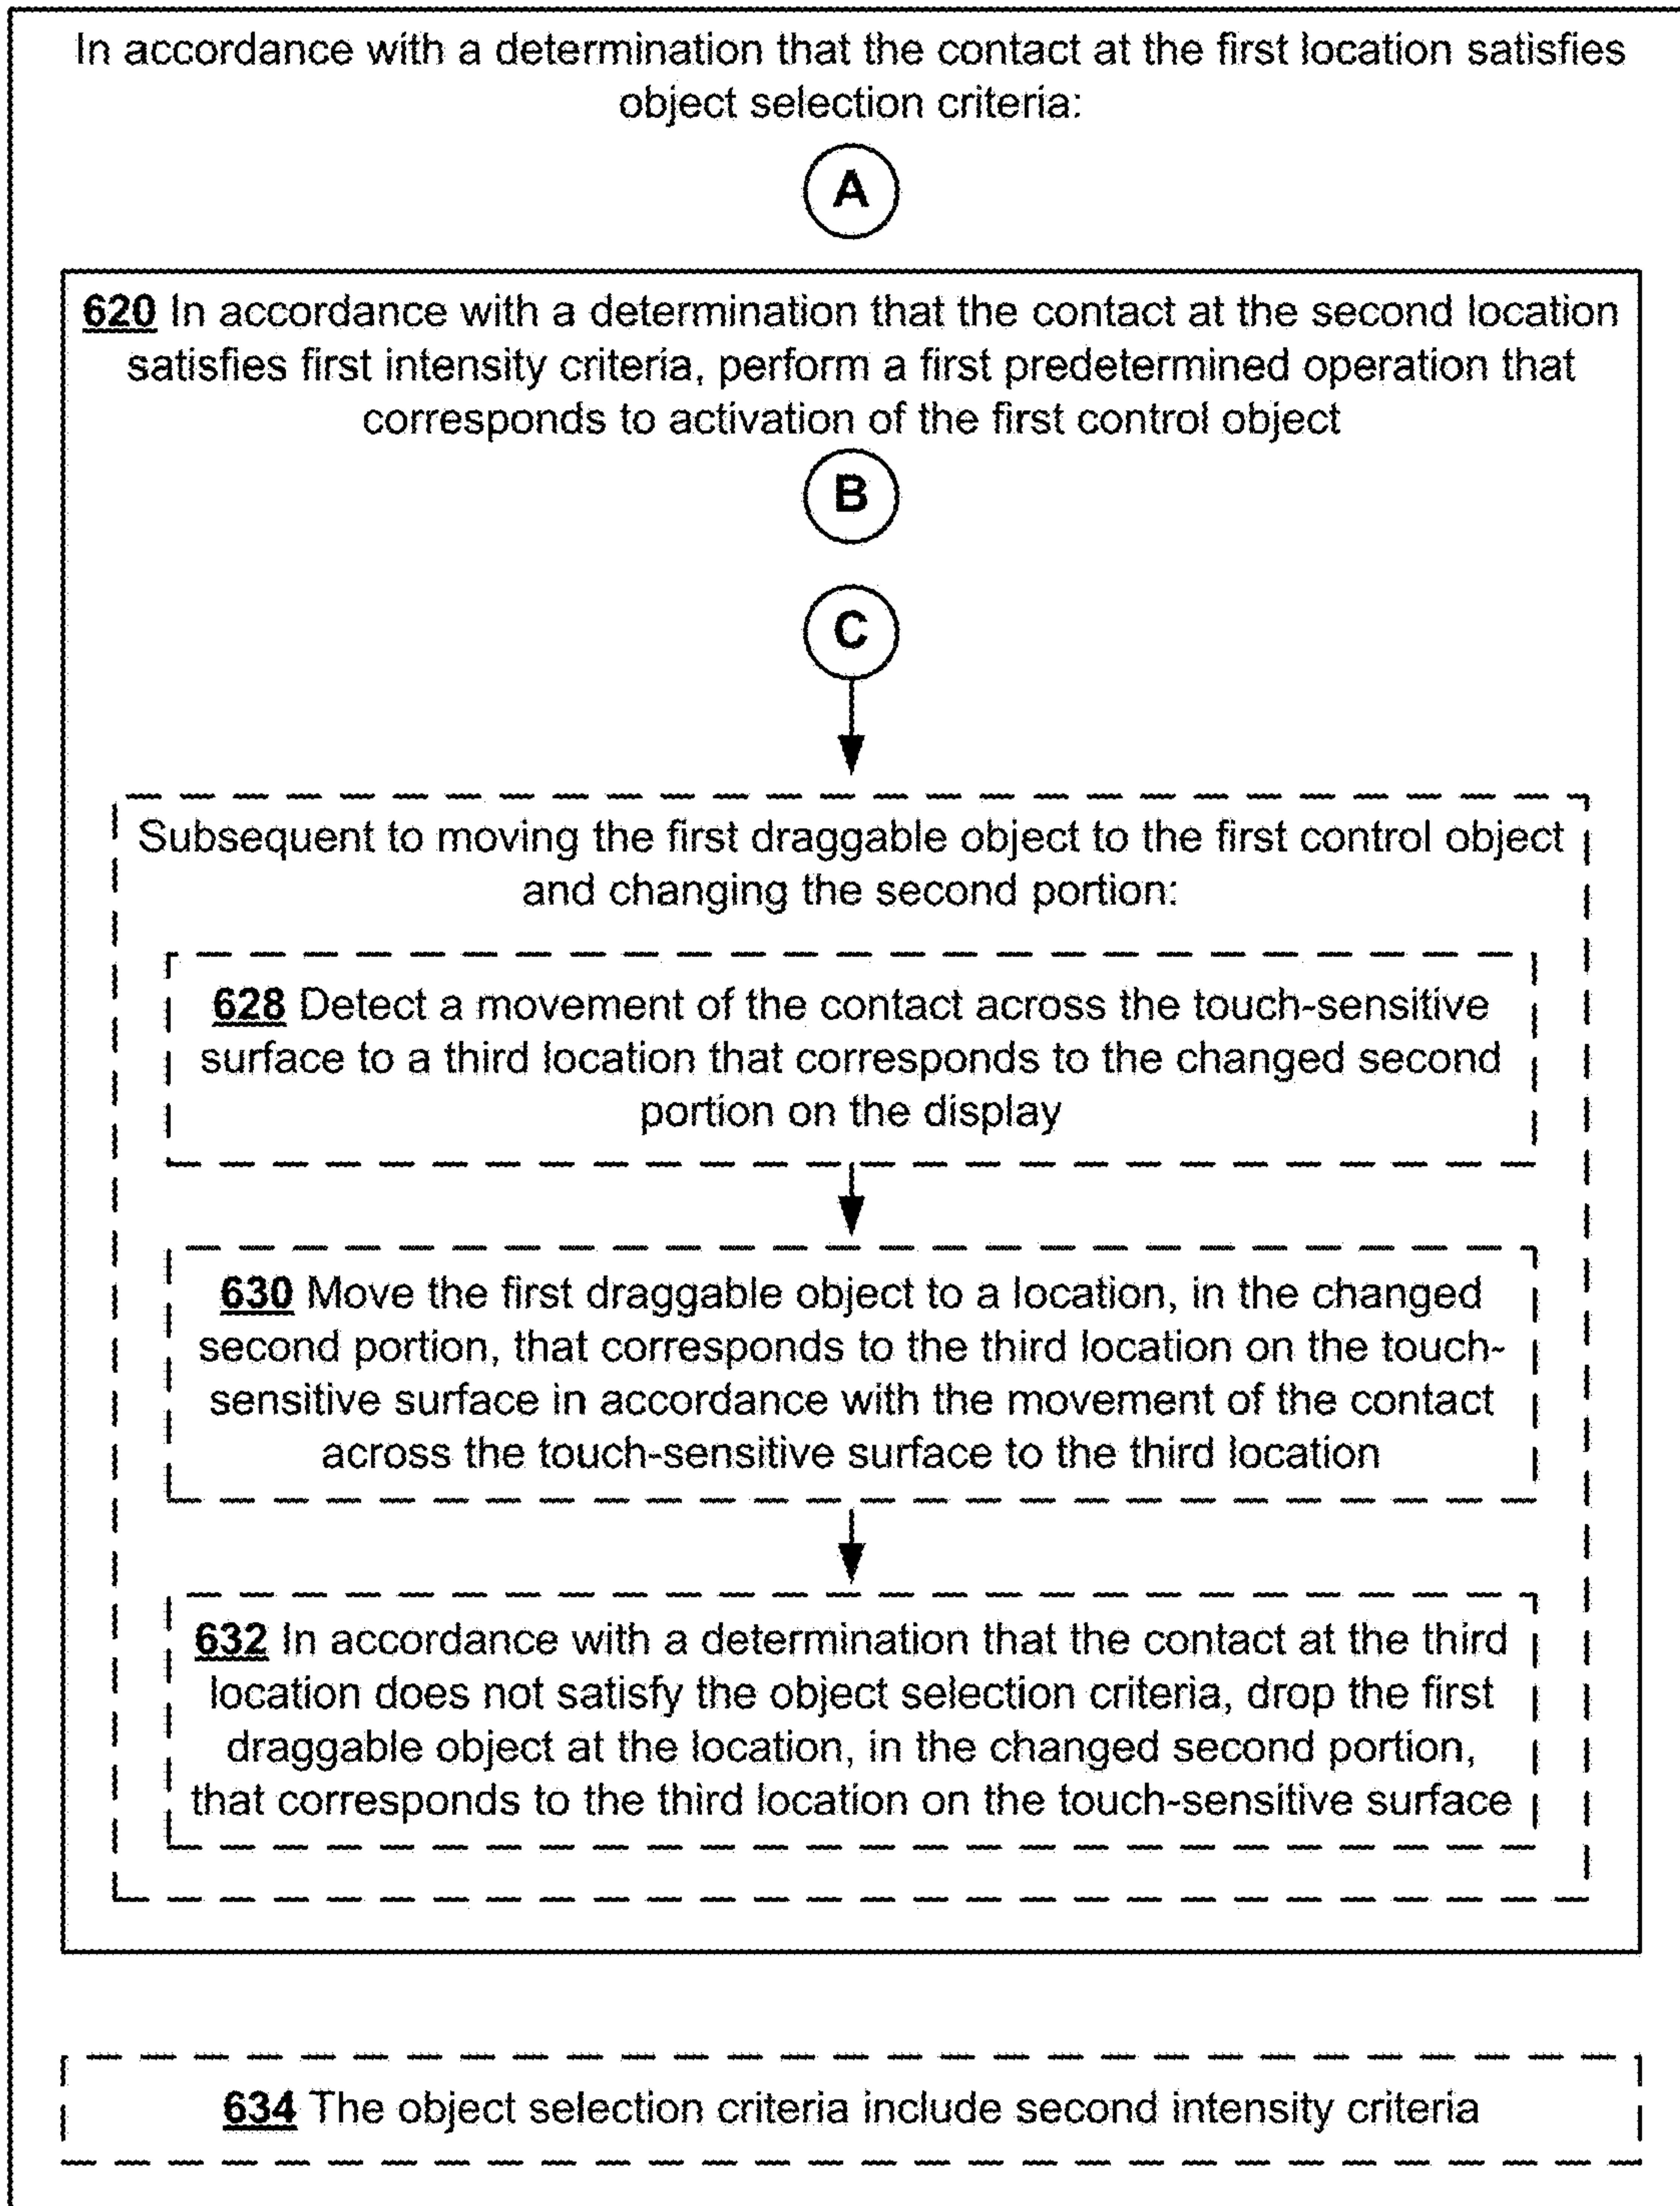 In accordance with a determination that the contact at the first location satisfies
object selection criteria:
A
620 In accordance with a determination that the contact at the second location
satisfies first intensity criteria, perform a first predetermined operation that
corresponds to activation of the first control object
B
C
Subsequent to moving the first draggable object to the first control object
and changing the second portion:
628 Detect a movement of the contact across the touch-sensitive
surface to a third location that corresponds to the changed second
portion on the display
630 Move the first draggable object to a location, in the changed
second portion, that corresponds to the third location on the touch-
sensitive surface in accordance with the movement of the contact
across the touch-sensitive surface to the third location
632 In accordance with a determination that the contact at the third
location does not satisfy the object selection criteria, drop the first
draggable object at the location, in the changed second portion,
that corresponds to the third location on the touch-sensitive surface
634 The object selection criteria include second intensity criteria